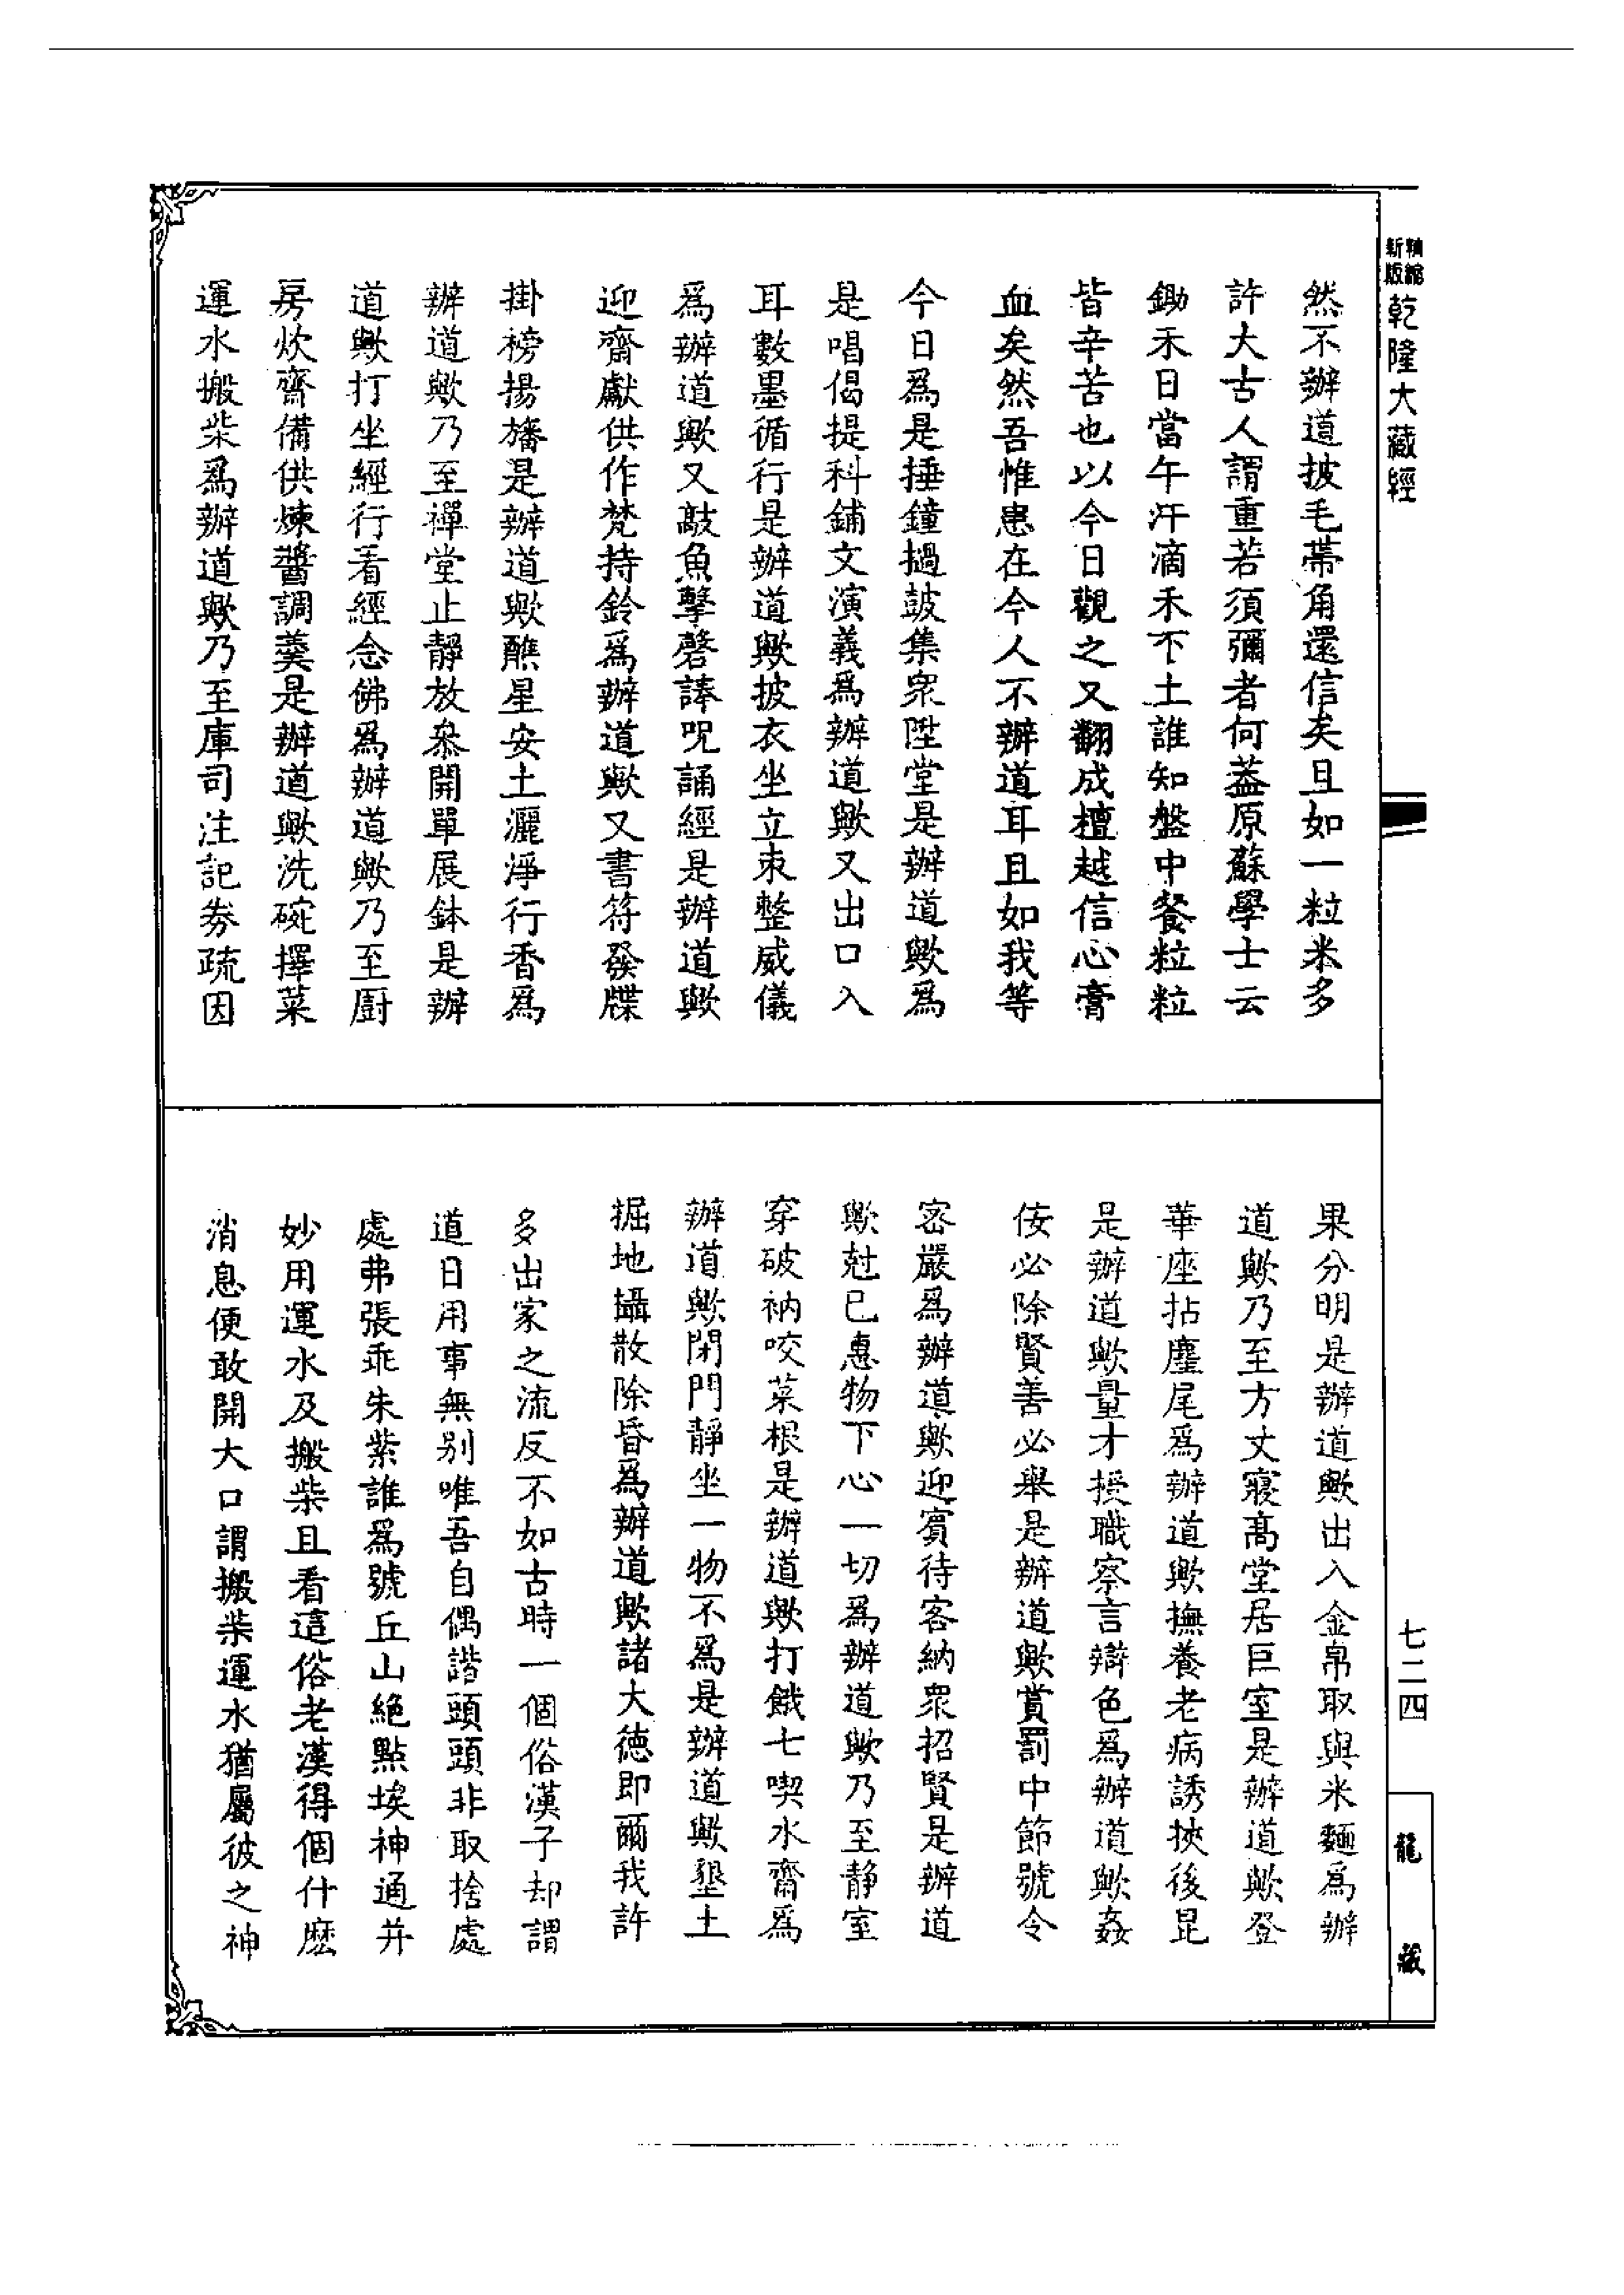 新版
精縮
乾隆大藏經
然不辦道披毛帶角還信矣且如一粒米多
許大古人謂重若須彌者何葢原蘇學士云
鋤禾日當午汗滴禾下土誰知盤中餐粒粒
皆辛苦也以今日觀之又翻成檀越信心膏
血矣然吾惟患在今人不辦道耳且如我等
今日爲是捶鐘撾鼓集衆陞堂是辦道歟爲
是唱偈提科鋪文演義爲辦道歟又出口入
耳數墨循行是辦道歟披衣坐立束整威儀
爲辦道歟又敲魚擊磬諱呪誦經是辦道歟
迎齋獻供作梵持鈴爲辦道歟又書符發牒
掛榜揚旛是辦道歟醮星安土灑淨行香爲
辦道歟乃至禪堂止靜放叅開單展鉢是辦
道歟打坐經行看經念佛爲辦道歟乃至厨
房炊齋備供煉醬調羹是辦道歟洗碗擇菜
運水搬柴爲辦道歟乃至庫司注記券疏因
果分明是辦道歟出入金帛取與米麵爲辦
道歟乃至方丈寢高堂居巨室是辦道歟登
華座拈麈尾爲辦道歟撫養老病誘挾後昆
是辦道歟量才授職察言辯色爲辦道歟姦
佞必除賢善必舉是辦道歟賞罰中節號令
密嚴爲辦道歟迎賓待客納衆招賢是辦道
歟尅已惠物下心一切爲辦道歟乃至静室
穿破衲咬菜根是辦道歟打餓七喫水齋爲
辦道歟閉門靜坐一物不爲是辦道歟墾土
掘地攝散除昏爲辦道歟諸大德即爾我許
多出家之流反不如古時一個俗漢子却謂
道日用事無别唯吾自偶諧頭頭非取捨處
處弗張乖朱紫誰爲號丘山絶點埃神通并
妙用運水及搬柴且看這俗老漢得個什麽
消息便敢開大口謂搬柴運水猶屬彼之神
七二四
龍藏